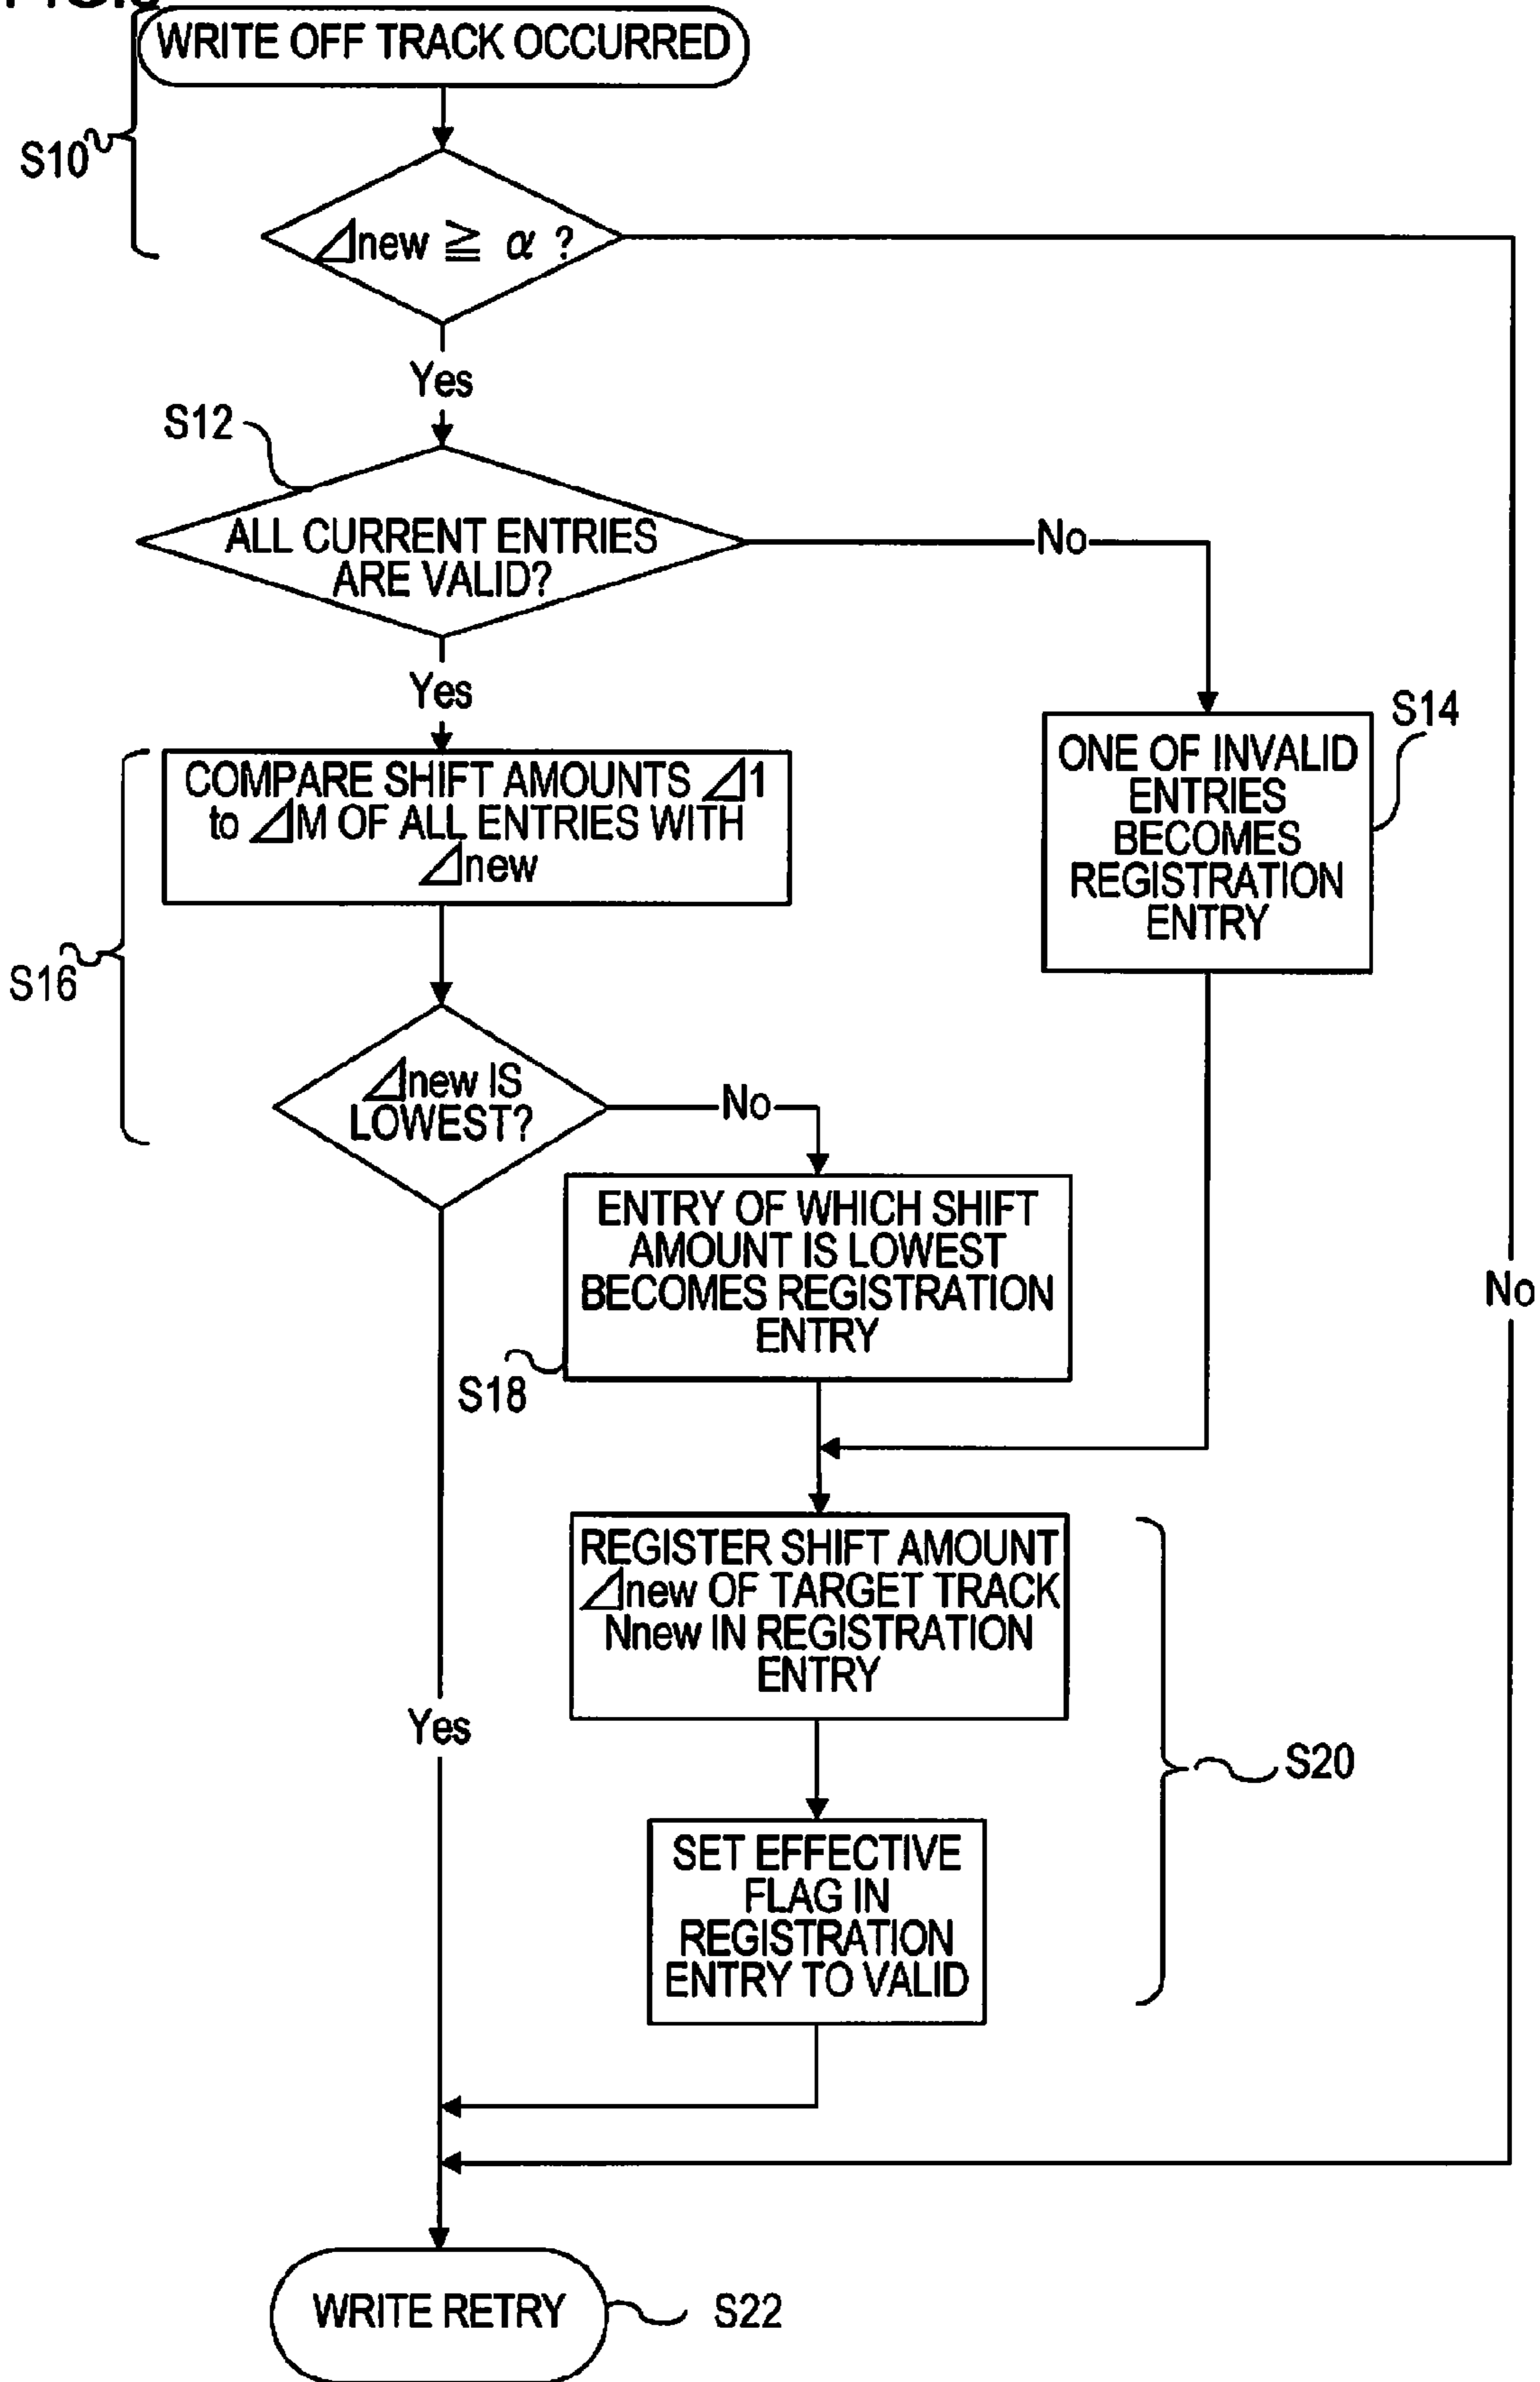 WRITE OFF TRACK OCCURRED
S10
⊿new ≧ α ?
Yes
S12
ALL CURRENT ENTRIES
ARE VALID?
No
Yes
S14
ONE OF INVALID
ENTRIES
BECOMES
REGISTRATION
ENTRY
COMPARE SHIFT AMOUNTS ⊿1
to ⊿M OF ALL ENTRIES WITH
⊿new
S16
⊿new IS
LOWEST?
No
ENTRY OF WHICH SHIFT
AMOUNT IS LOWEST
BECOMES REGISTRATION
ENTRY
No
S18
REGISTER SHIFT AMOUNT
⊿new OF TARGET TRACK
Nnew IN REGISTRATION
ENTRY
Yes
S20
SET EFFECTIVE
FLAG IN
REGISTRATION
ENTRY TO VALID
WRITE RETRY
S22